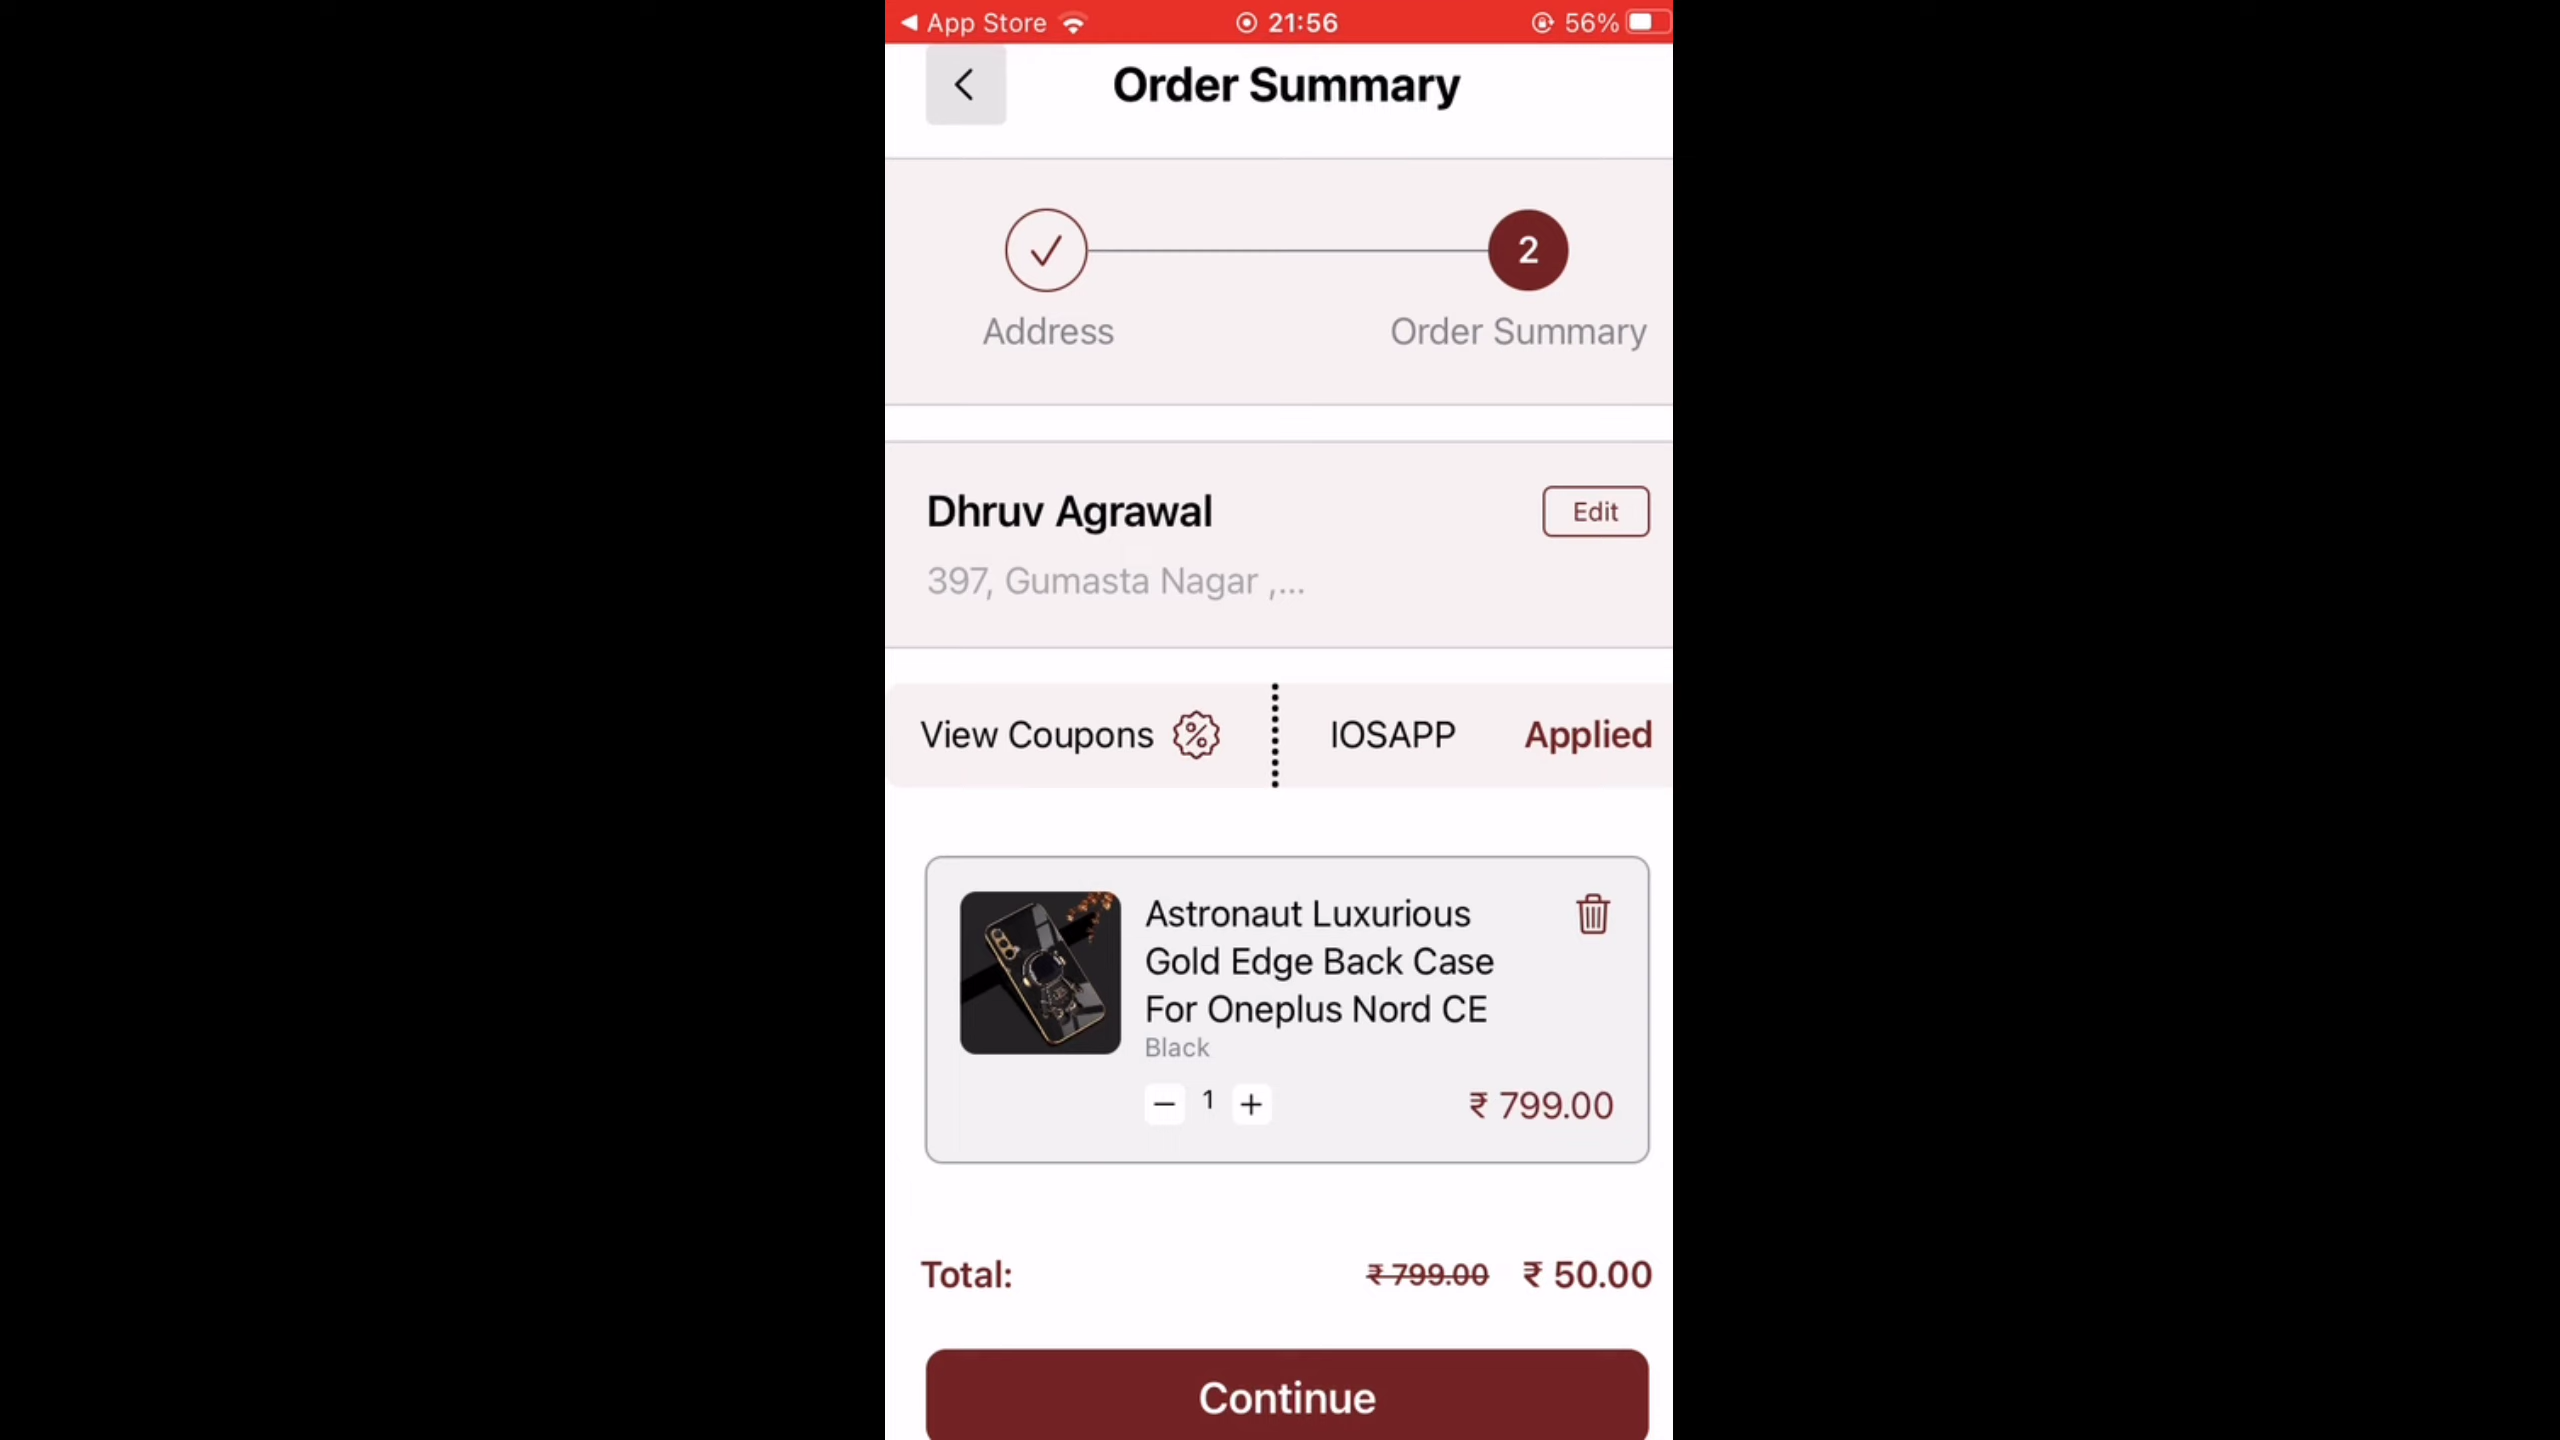 App Store 21:56 56%
Order Summary
2
Address Order Summary
Dhruv Agrawal Edit
397, Gumasta Nagar ,...
View Coupons IOSAPP Applied
Astronaut Luxurious
Gold Edge Back Case
For Oneplus Nord CE
Black
− 1 + ₹ 799.00
Total: ₹ 799.00 ₹ 50.00
Continue